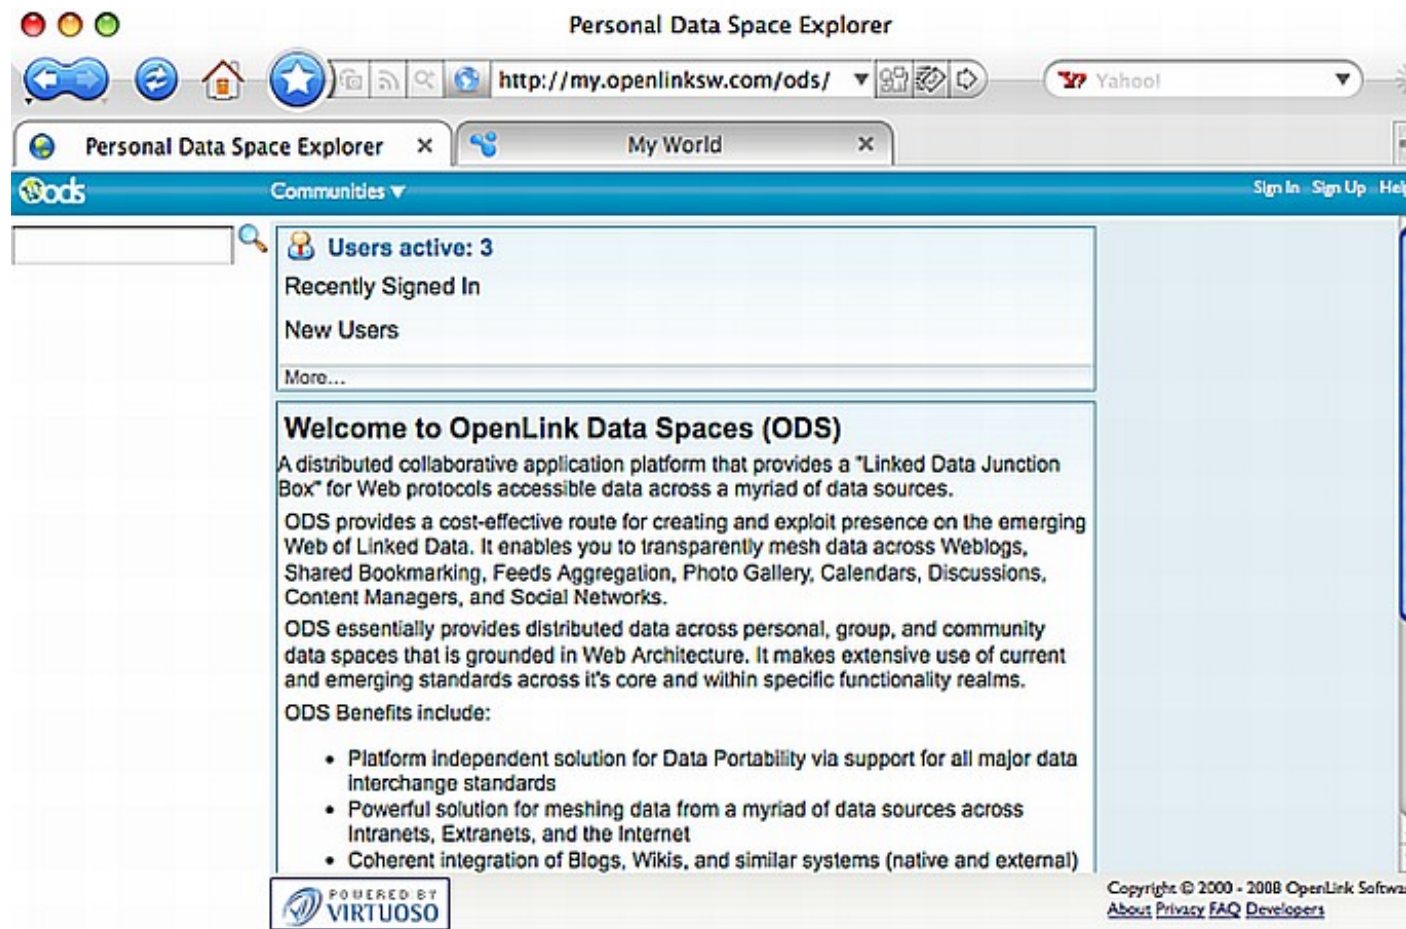 Personal Data Space Explorer
http://my.openlinksw.com/ods/
Yahoo!
Personal Data Space Explorer
My World
ods
Communities
Sign In Sign Up
Users active: 3
Recently Signed In
New Users
More...
Welcome to OpenLink Data Spaces (ODS)
A distributed collaborative application platform that provides a "Linked Data Junction
Box" for Web protocols accessible data across a myriad of data sources.
ODS provides a cost-effective route for creating and exploit presence on the emerging
Web of Linked Data. It enables you to transparently mesh data across Weblogs,
Shared Bookmarking, Feeds Aggregation, Photo Gallery, Calendars, Discussions,
Content Managers, and Social Networks.
ODS essentially provides distributed data across personal, group, and community
data spaces that is grounded in Web Architecture. It makes extensive use of current
and emerging standards across it's core and within specific functionality realms.
ODS Benefits include:
• Platform independent solution for Data Portability via support for all major data
interchange standards
• Powerful solution for meshing data from a myriad of data sources across
Intranets, Extranets, and the Internet
• Coherent integration of Blogs, Wikis, and similar systems (native and external)
POWERED BY
VIRTUOSO
Copyright © 2000 - 2008 OpenLink
About Privacy FAQ Developers